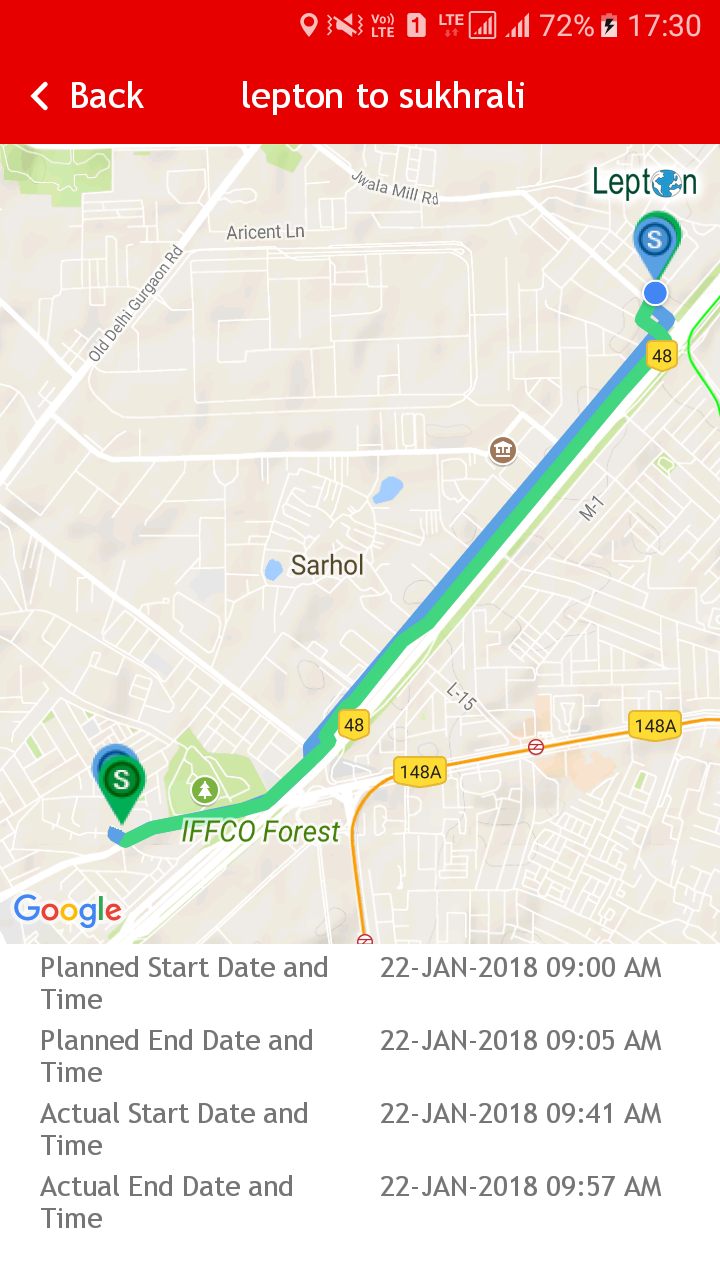 Vo)) LTE 1 LTE 72% 17:30
Back lepton to sukhrali
Jwala Mill Rd
Lepton
Aricent Ln
S
Old Delhi Gurgaon Rd
48
M-1
Sarhol
L-15
48
148A
148A
S
IFFCO Forest
Google
Planned Start Date and 22-JAN-2018 09:00 AM
Time
Planned End Date and 22-JAN-2018 09:05 AM
Time
Actual Start Date and 22-JAN-2018 09:41 AM
Time
Actual End Date and 22-JAN-2018 09:57 AM
Time